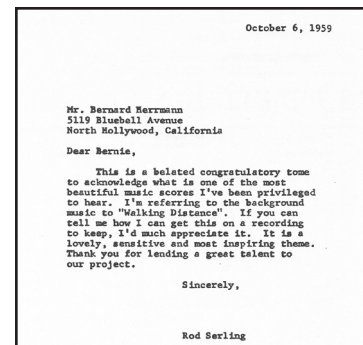 October 6, 1959
Mr. Bernard Herrmann
5119 Bluebell Avenue
North Hollywood, California
Dear Bernie,
This is a belated congratulatory tome
to acknowledge what is one of the most
beautiful music scores I've been privileged
to hear. I'm referring to the background
music to "Walking Distance". If you can
tell me how I can get this on a recording
to keep, I'd much appreciate it. It is a
lovely, sensitive and most inspiring theme.
Thank you for lending a great talent to
our project.
Sincerely,
Rod Serling